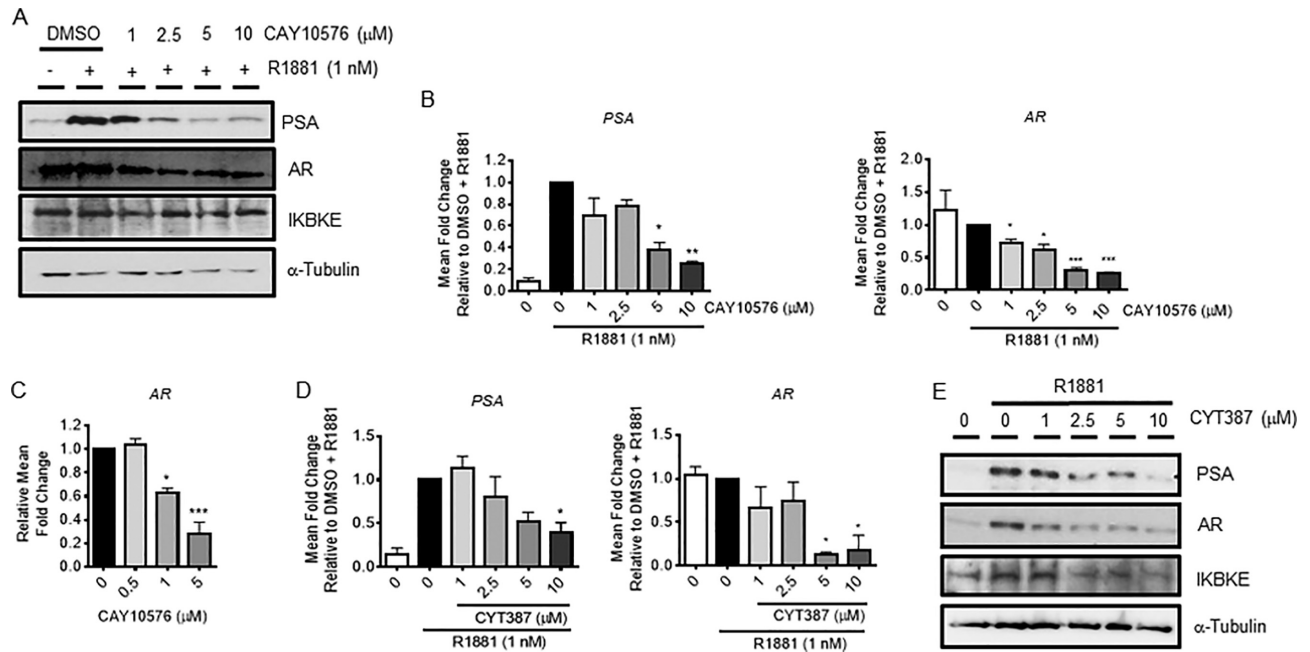 A
DMSO 1 2.5 5 10 CAY10576 (μM)
- + + + + + R1881 (1 nM)
PSA
AR
IKBKE
α-Tubulin
B
PSA
Mean Fold Change
Relative to DMSO + R1881
1.2
1.0
0.8
0.6
0.4
0.2
0.0
* **
0 0 1 2.5 5 10 CAY10576 (μM)
R1881 (1 nM)
AR
Mean Fold Change
Relative to DMSO + R1881
2.0
1.5
1.0
0.5
0.0
* * *** ***
0 0 1 2.5 5 10 CAY10576 (μM)
R1881 (1 nM)
C
AR
Relative Mean
Fold Change
1.2
1.0
0.8
0.6
0.4
0.2
0.0
* ***
0 0.5 1 5
CAY10576 (μM)
D
PSA
Mean Fold Change
Relative to DMSO + R1881
1.5
1.0
0.5
0.0
*
0 0 1 2.5 5 10
CYT387 (μM)
R1881 (1 nM)
AR
Mean Fold Change
Relative to DMSO + R1881
1.5
1.0
0.5
0.0
* *
0 0 1 2.5 5 10
CYT387 (μM)
R1881 (1 nM)
E
R1881
0 0 1 2.5 5 10 CYT387 (μM)
PSA
AR
IKBKE
α-Tubulin